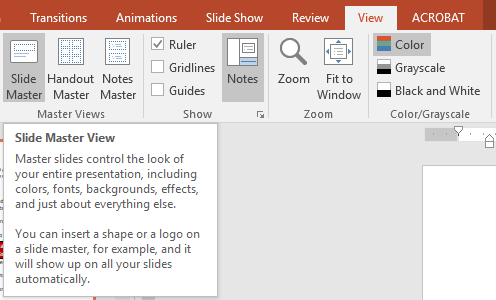 Transitions Animations Slide Show Review View ACROBAT
Slide Master
Handout Master
Notes Master
Master Views
Ruler
Gridlines
Guides
Show
Notes
Zoom
Fit to Window
Zoom
Color
Grayscale
Black and White
Color/Grayscale
Slide Master View
Master slides control the look of
your entire presentation, including
colors, fonts, backgrounds, effects,
and just about everything else.
You can insert a shape or a logo on
a slide master, for example, and it
will show up on all your slides
automatically.